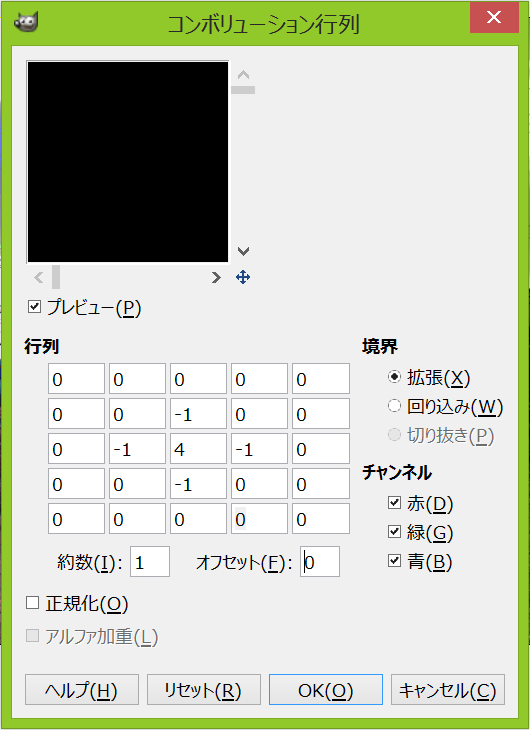 コンボリューション行列
プレビュー(P)
行列
0 0 0 0 0
0 0 -1 0 0
0 -1 4 -1 0
0 0 -1 0 0
0 0 0 0 0
約数(I): 1 オフセット(F): 0
正規化(O)
アルファ加重(L)
境界
拡張(X)
回り込み(W)
切り抜き(P)
チャンネル
赤(D)
緑(G)
青(B)
ヘルプ(H) リセット(R) OK(O) キャンセル(C)